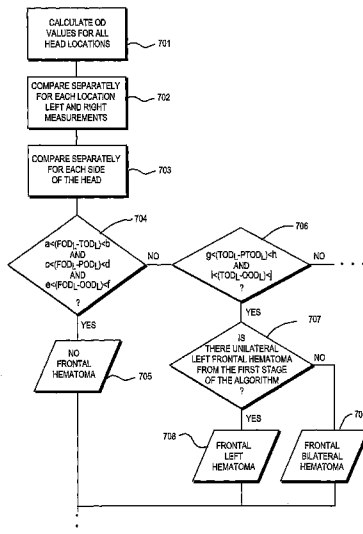 CALCULATE OD
VALUES FOR ALL
HEAD LOCATIONS
701
COMPARE SEPARATELY
FOR EACH LOCATION
LEFT AND RIGHT
MEASUREMENTS
702
COMPARE SEPARATELY
FOR EACH SIDE
OF THE HEAD
703
704
a<(FODL-TODL)<b
AND
c<(FODL-PODL)<d
AND
e<(FODL-OODL)<f
?
NO
YES
NO
FRONTAL
HEMATOMA
705
706
g<(TODL-PTODL)<h
AND
i<(TODL-OODL)<j
?
NO
YES
707
IS
THERE UNILATERAL
LEFT FRONTAL HEMATOMA
FROM THE FIRST STAGE
OF THE ALGORITHM
?
NO
YES
708
FRONTAL
LEFT
HEMATOMA
FRONTAL
BILATERAL
HEMATOMA